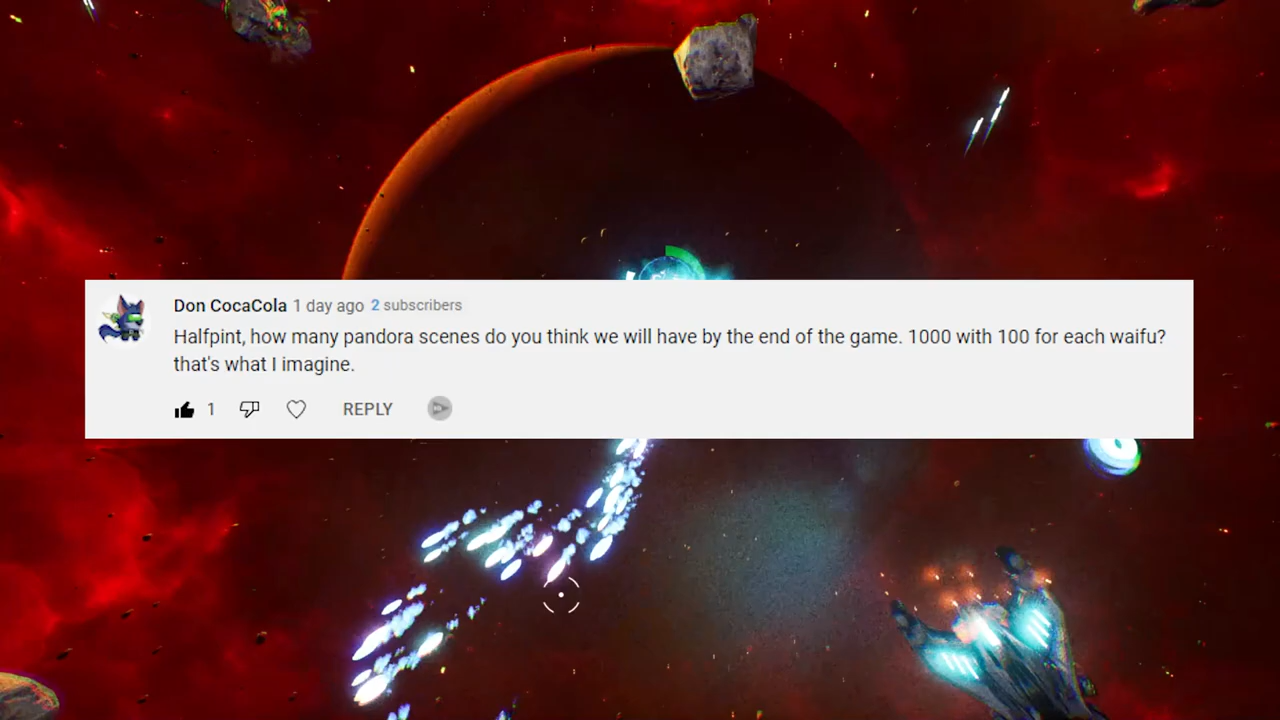 Don CocaCola 1 day ago 2 subscribers
Halfpint, how many pandora scenes do you think we will have by the end of the game. 1000 with 100 for each waifu?
that's what I imagine.
1 REPLY